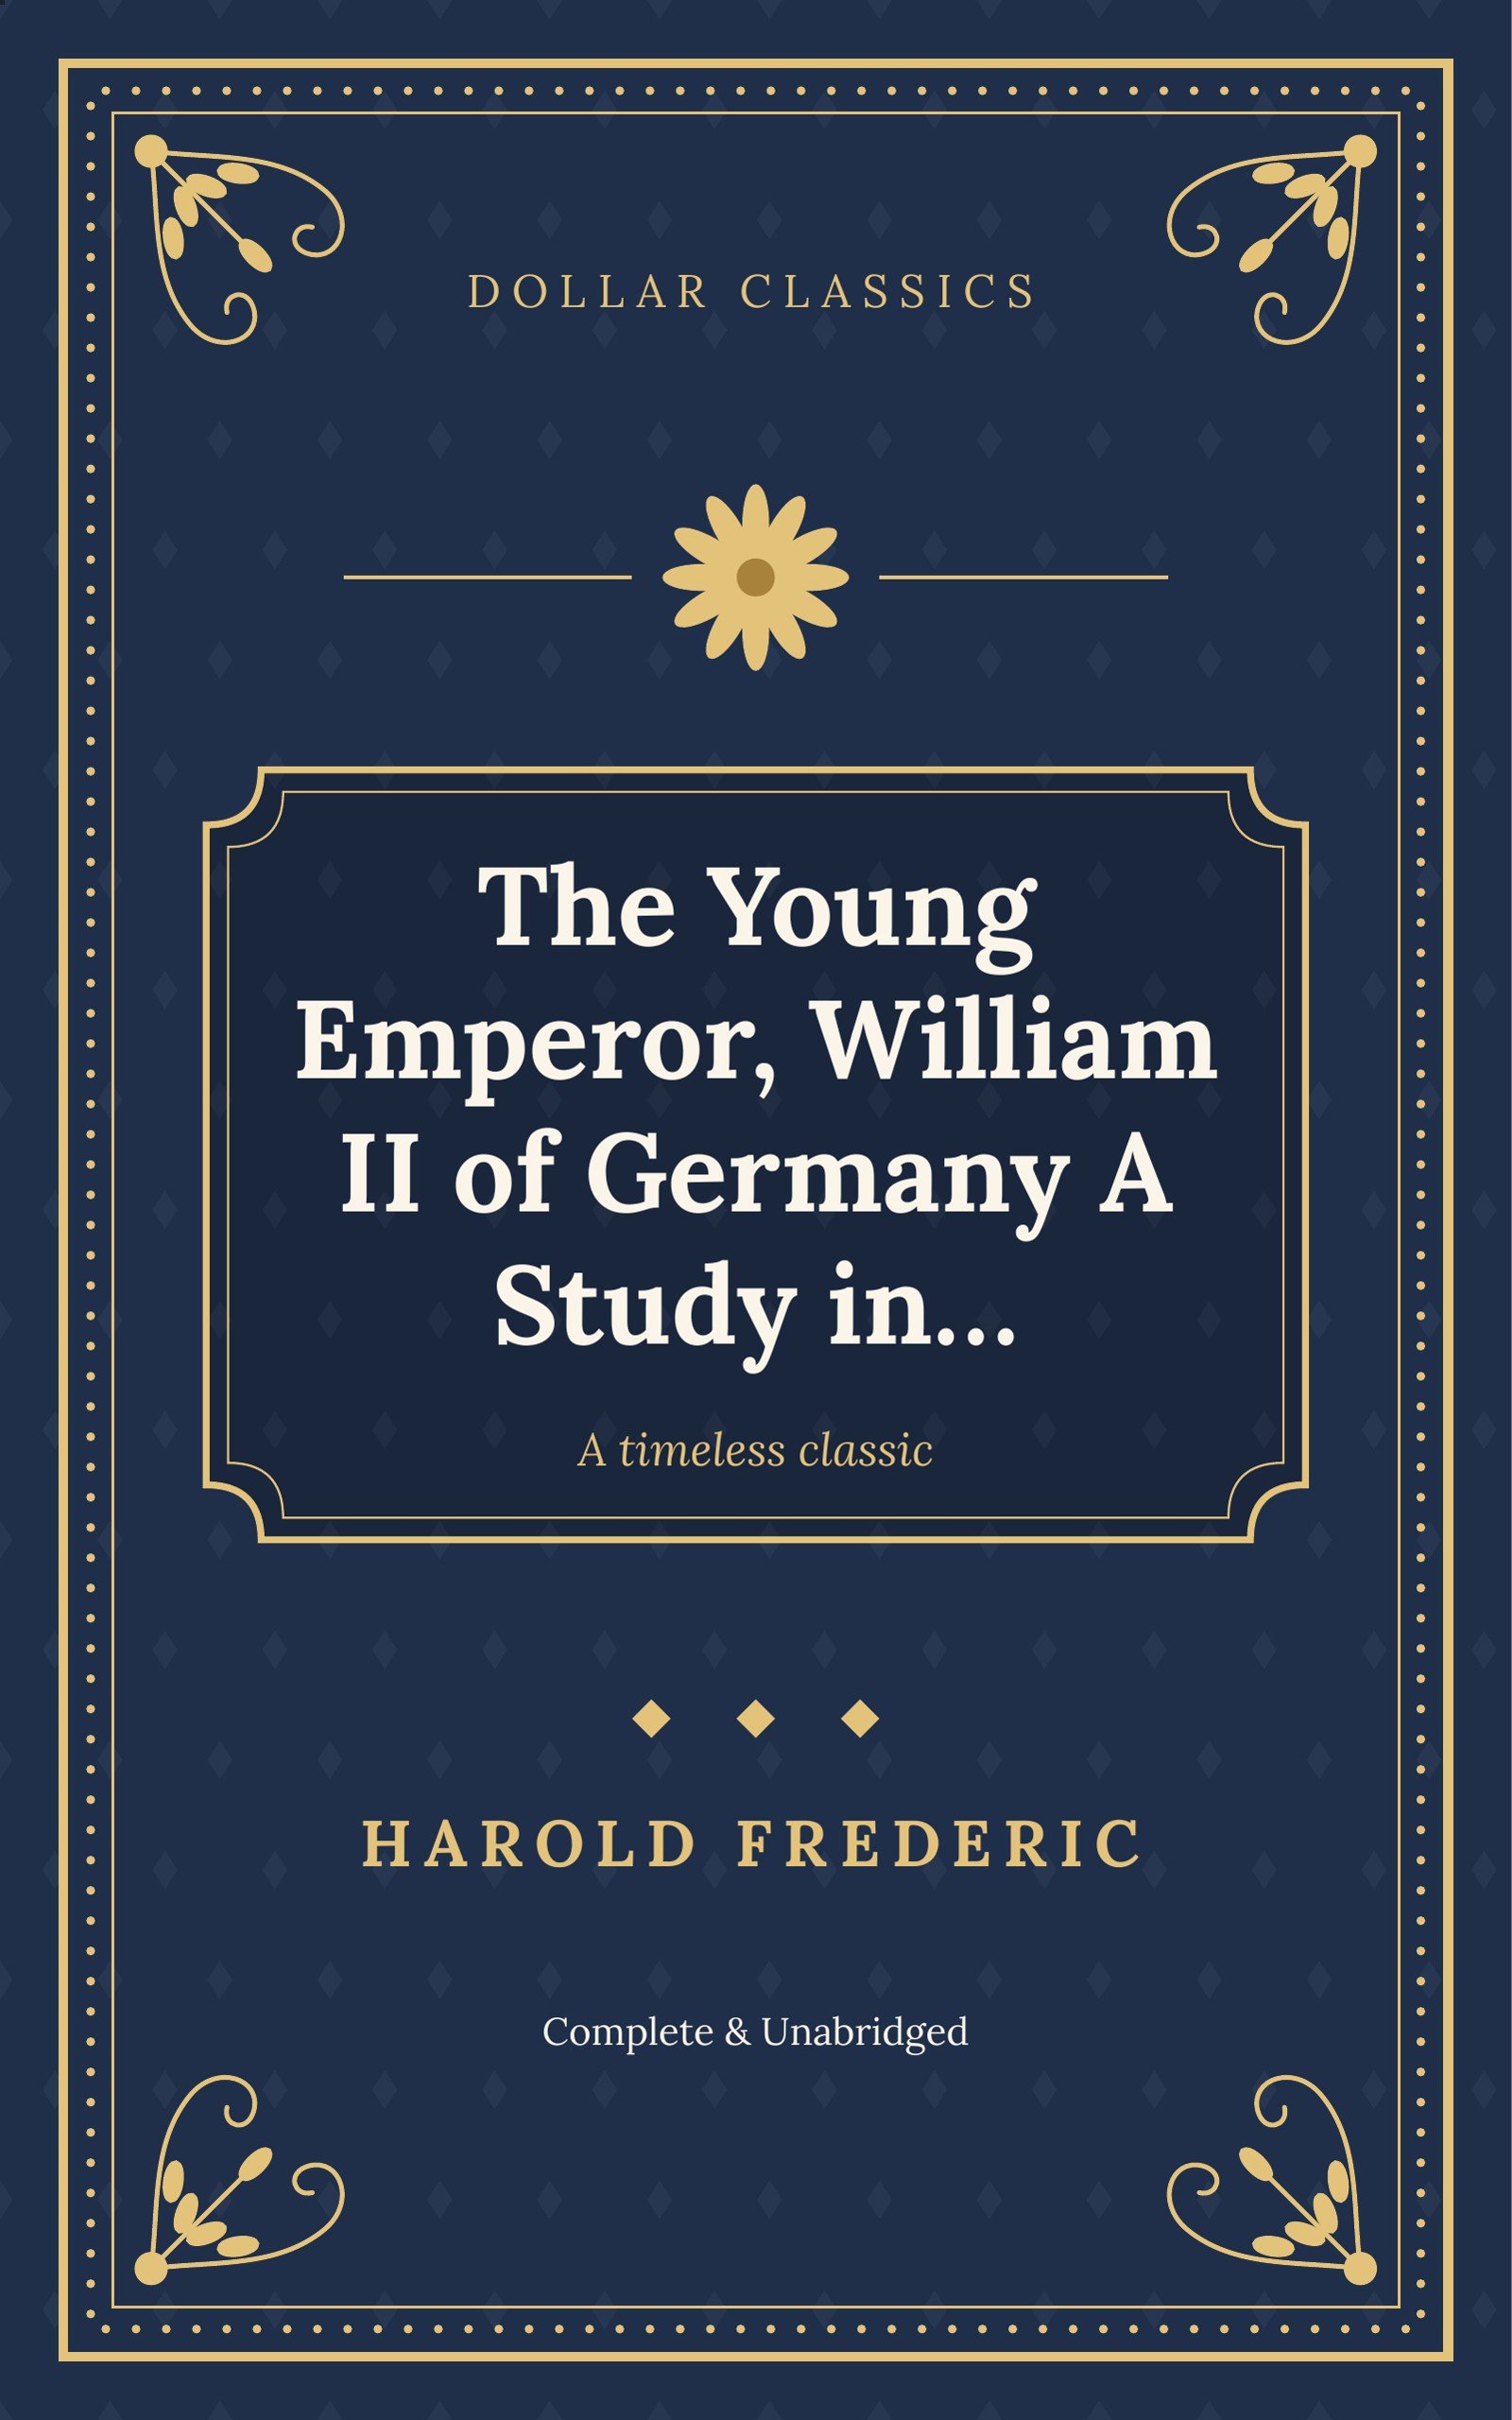 DOLLAR CLASSICS
The Young
Emperor, William
II of Germany A
Study in...
A timeless classic
HAROLD FREDERIC
Complete & Unabridged